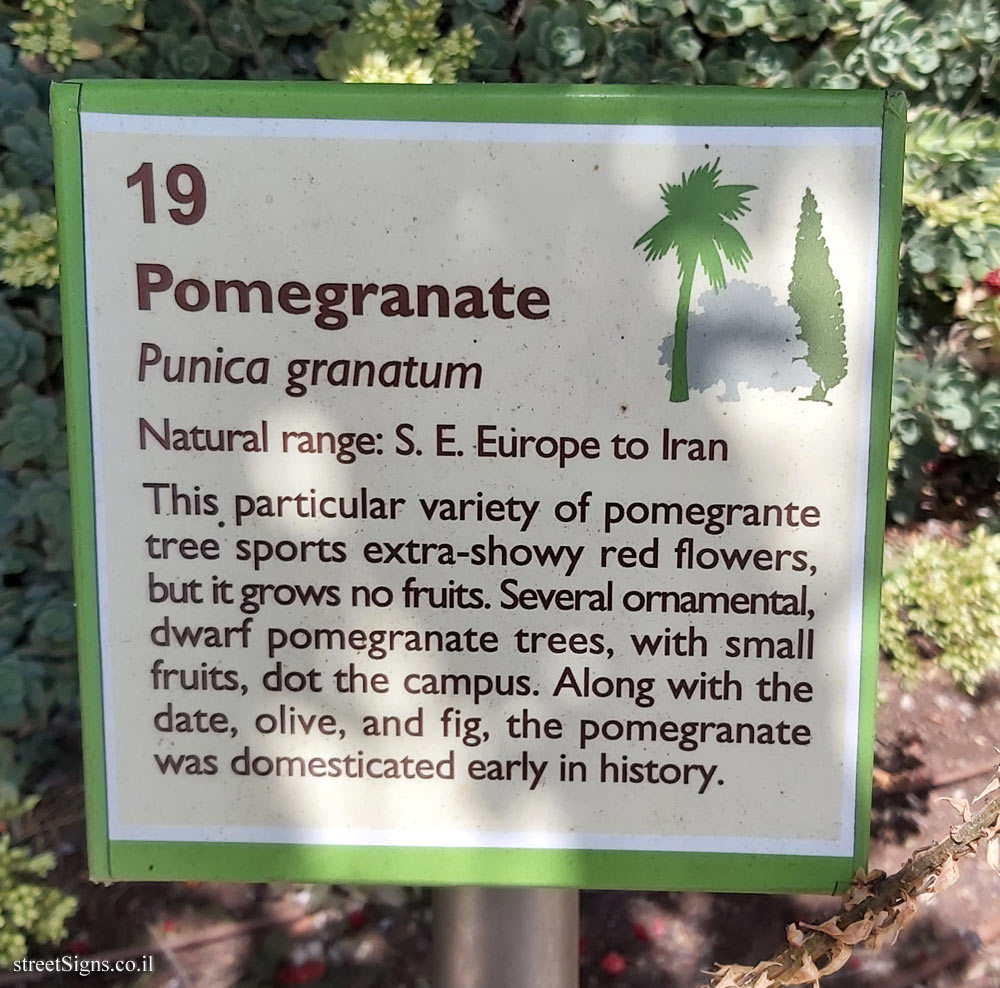 19
Pomegranate
Punica granatum
Natural range: S. E. Europe to Iran
This particular variety of pomegrante
tree sports extra-showy red flowers,
but it grows no fruits. Several ornamental,
dwarf pomegranate trees, with small
fruits, dot the campus. Along with the
date, olive, and fig, the pomegranate
was domesticated early in history.
streetSigns.co.il